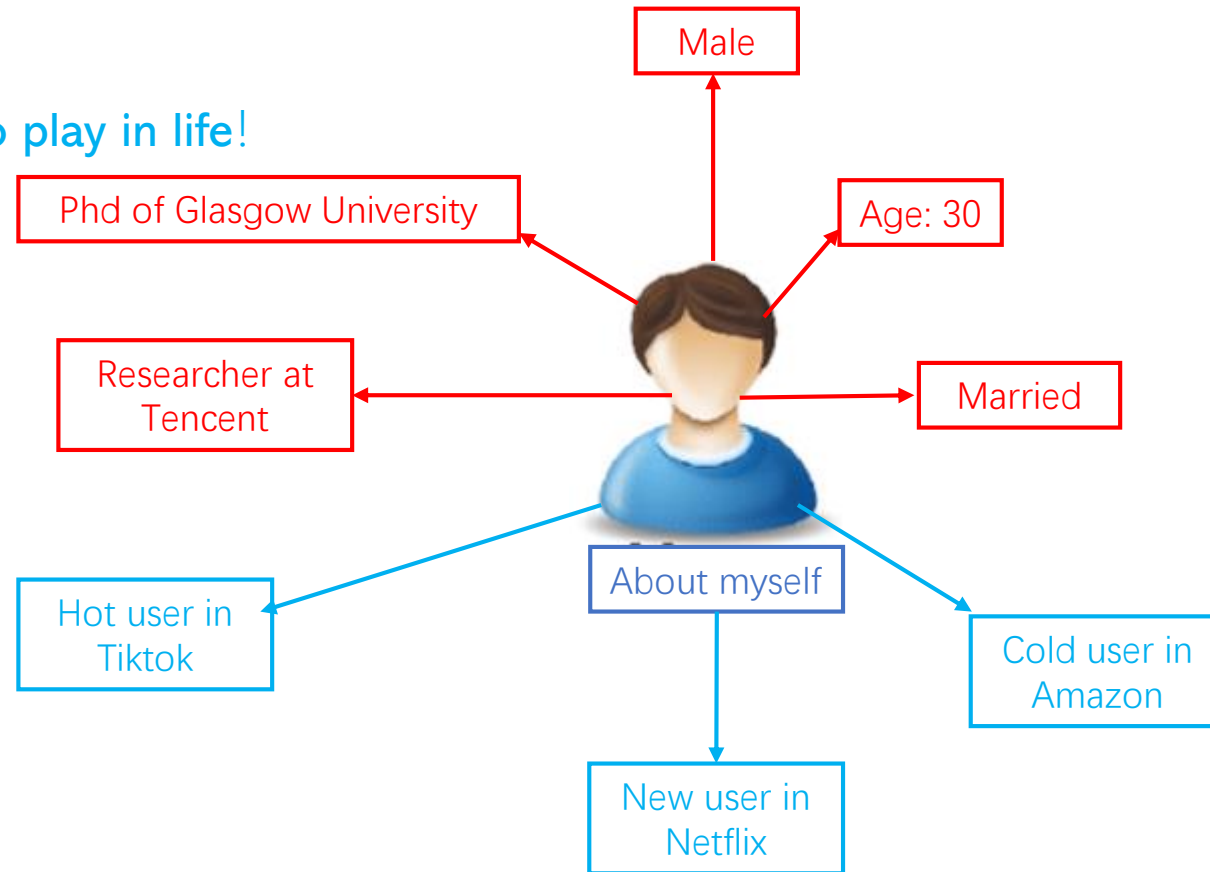 Male
play in life!
Phd of Glasgow University
Age: 30
Researcher at
Tencent
Married
About myself
Hot user in
Tiktok
Cold user in
Amazon
New user in
Netflix